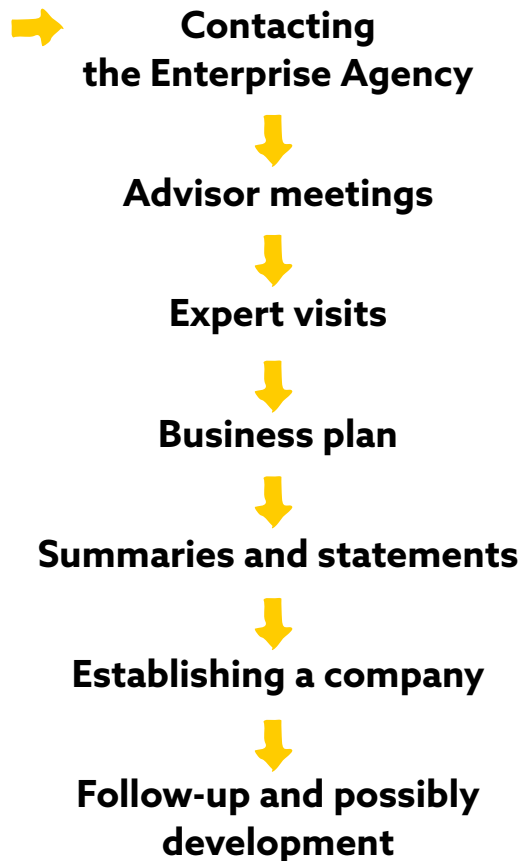 Contacting
the Enterprise Agency
Advisor meetings
Expert visits
Business plan
Summaries and statements
Establishing a company
Follow-up and possibly
development